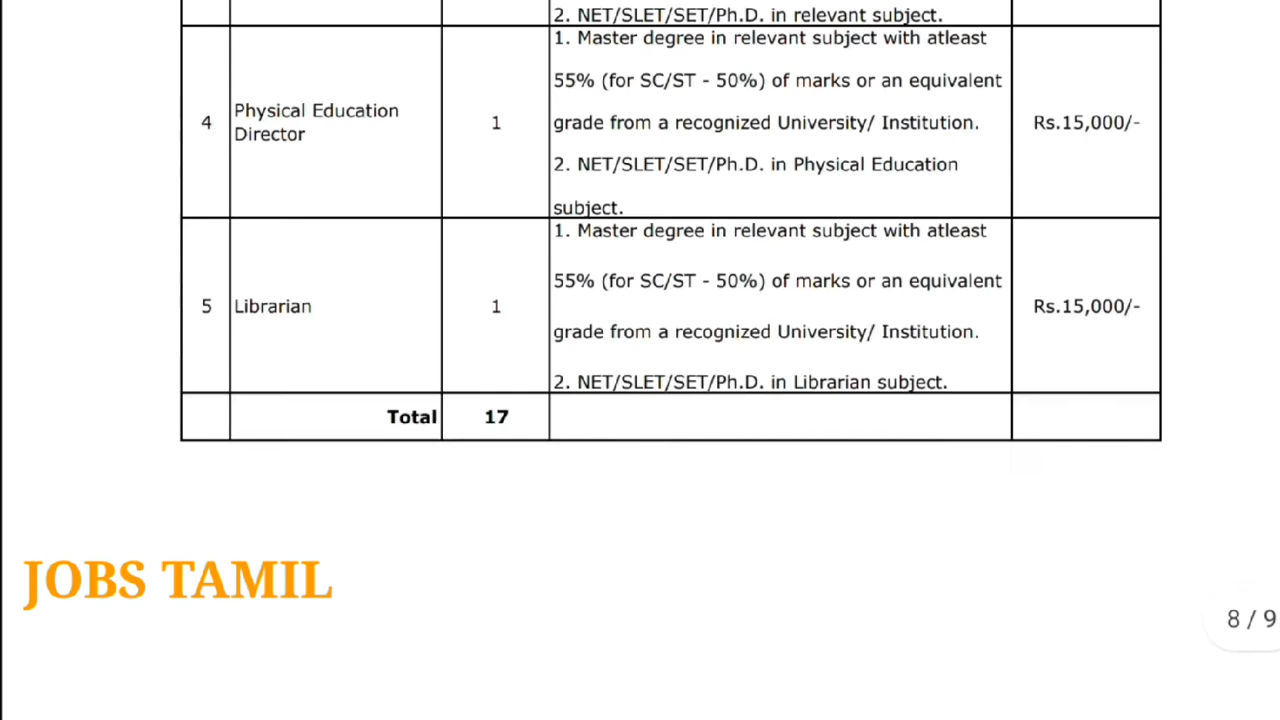 2. NET/SLET/SET/Ph.D. in relevant subject.
4
Physical Education
Director
1
1. Master degree in relevant subject with atleast
55% (for SC/ST - 50%) of marks or an equivalent
grade from a recognized University/ Institution.
2. NET/SLET/SET/Ph.D. in Physical Education
subject.
Rs.15,000/-
5
Librarian
1
1. Master degree in relevant subject with atleast
55% (for SC/ST - 50%) of marks or an equivalent
grade from a recognized University/ Institution.
2. NET/SLET/SET/Ph.D. in Librarian subject.
Rs.15,000/-
Total
17
JOBS TAMIL
8 / 9